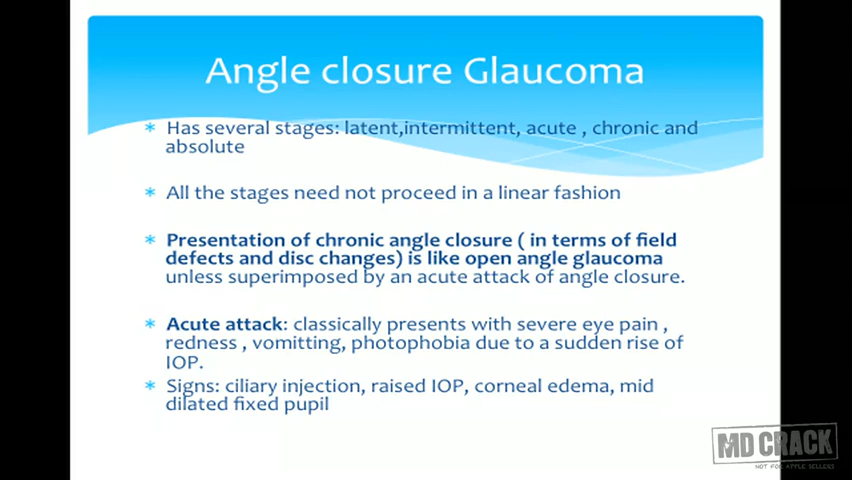 Angle closure Glaucoma
* Has several stages: latent,intermittent, acute , chronic and
absolute
* All the stages need not proceed in a linear fashion
* Presentation of chronic angle closure ( in terms of field
defects and disc changes) is like open angle glaucoma
unless superimposed by an acute attack of angle closure.
* Acute attack: classically presents with severe eye pain ,
redness , vomitting, photophobia due to a sudden rise of
IOP.
* Signs: ciliary injection, raised IOP, corneal edema, mid
dilated fixed pupil
MD CRACK
NOT FOR APPLE SELLERS